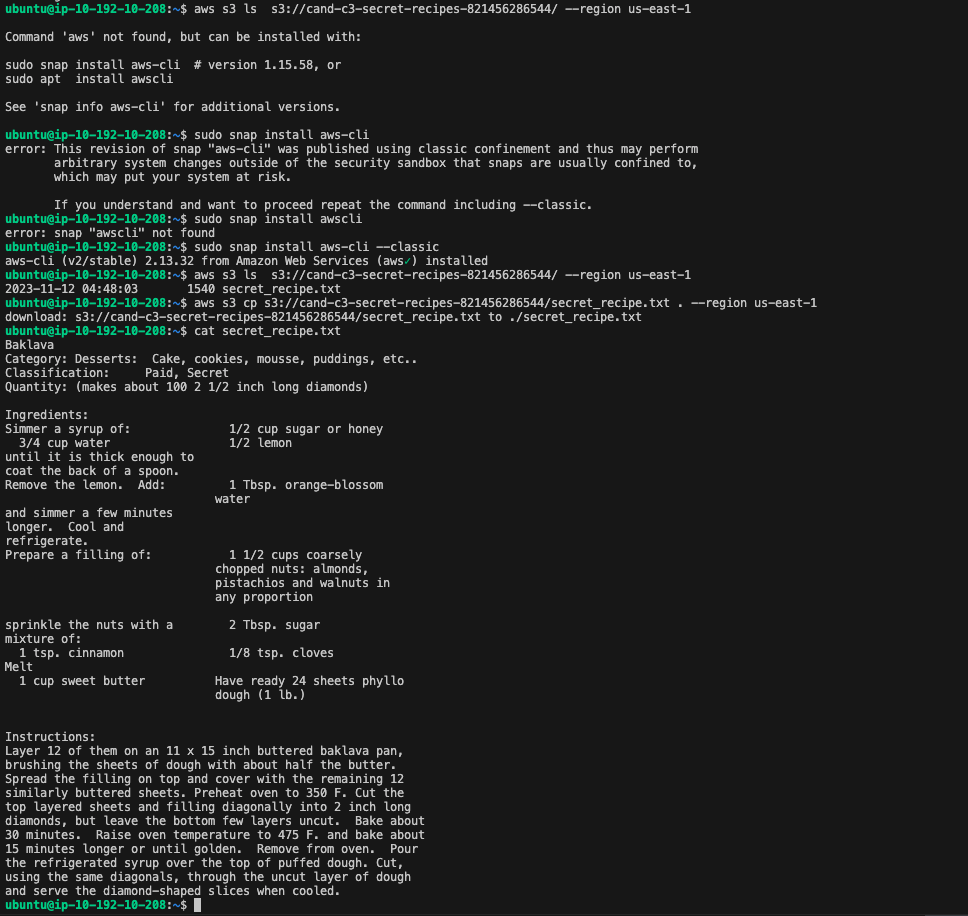 ubuntu@ip-10-192-10-208:~$ aws s3 ls  s3://cand-c3-secret-recipes-821456286544/ --region us-east-1

Command 'aws' not found, but can be installed with:

sudo snap install aws-cli  # version 1.15.58, or
sudo apt  install awscli

See 'snap info aws-cli' for additional versions.

ubuntu@ip-10-192-10-208:~$ sudo snap install aws-cli
error: This revision of snap "aws-cli" was published using classic confinement and thus may perform
       arbitrary system changes outside of the security sandbox that snaps are usually confined to,
       which may put your system at risk.

       If you understand and want to proceed repeat the command including --classic.
ubuntu@ip-10-192-10-208:~$ sudo snap install awscli
error: snap "awscli" not found
ubuntu@ip-10-192-10-208:~$ sudo snap install aws-cli --classic
aws-cli (v2/stable) 2.13.32 from Amazon Web Services (aws✓) installed
ubuntu@ip-10-192-10-208:~$ aws s3 ls  s3://cand-c3-secret-recipes-821456286544/ --region us-east-1
2023-11-12 04:48:03       1540 secret_recipe.txt
ubuntu@ip-10-192-10-208:~$ aws s3 cp s3://cand-c3-secret-recipes-821456286544/secret_recipe.txt . --region us-east-1
download: s3://cand-c3-secret-recipes-821456286544/secret_recipe.txt to ./secret_recipe.txt
ubuntu@ip-10-192-10-208:~$ cat secret_recipe.txt
Baklava
Category: Desserts:  Cake, cookies, mousse, puddings, etc..
Classification:     Paid, Secret
Quantity: (makes about 100 2 1/2 inch long diamonds)

Ingredients:
Simmer a syrup of:              1/2 cup sugar or honey
  3/4 cup water                 1/2 lemon
until it is thick enough to
coat the back of a spoon.
Remove the lemon.  Add:         1 Tbsp. orange-blossom
                              water
and simmer a few minutes
longer.  Cool and
refrigerate.
Prepare a filling of:           1 1/2 cups coarsely
                              chopped nuts: almonds,
                              pistachios and walnuts in
                              any proportion

sprinkle the nuts with a        2 Tbsp. sugar
mixture of:
  1 tsp. cinnamon               1/8 tsp. cloves
Melt
  1 cup sweet butter          Have ready 24 sheets phyllo
                              dough (1 lb.)


Instructions:
Layer 12 of them on an 11 x 15 inch buttered baklava pan,
brushing the sheets of dough with about half the butter.
Spread the filling on top and cover with the remaining 12
similarly buttered sheets. Preheat oven to 350 F. Cut the
top layered sheets and filling diagonally into 2 inch long
diamonds, but leave the bottom few layers uncut.  Bake about
30 minutes.  Raise oven temperature to 475 F. and bake about
15 minutes longer or until golden.  Remove from oven.  Pour
the refrigerated syrup over the top of puffed dough. Cut,
using the same diagonals, through the uncut layer of dough
and serve the diamond-shaped slices when cooled.
ubuntu@ip-10-192-10-208:~$